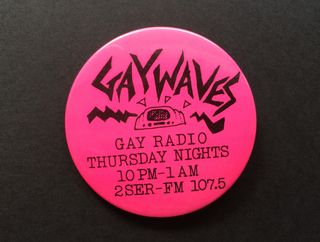 GAYWAVES
GAY RADIO
THURSDAY NIGHTS
10 PM-1 AM
2SER-FM 107.5